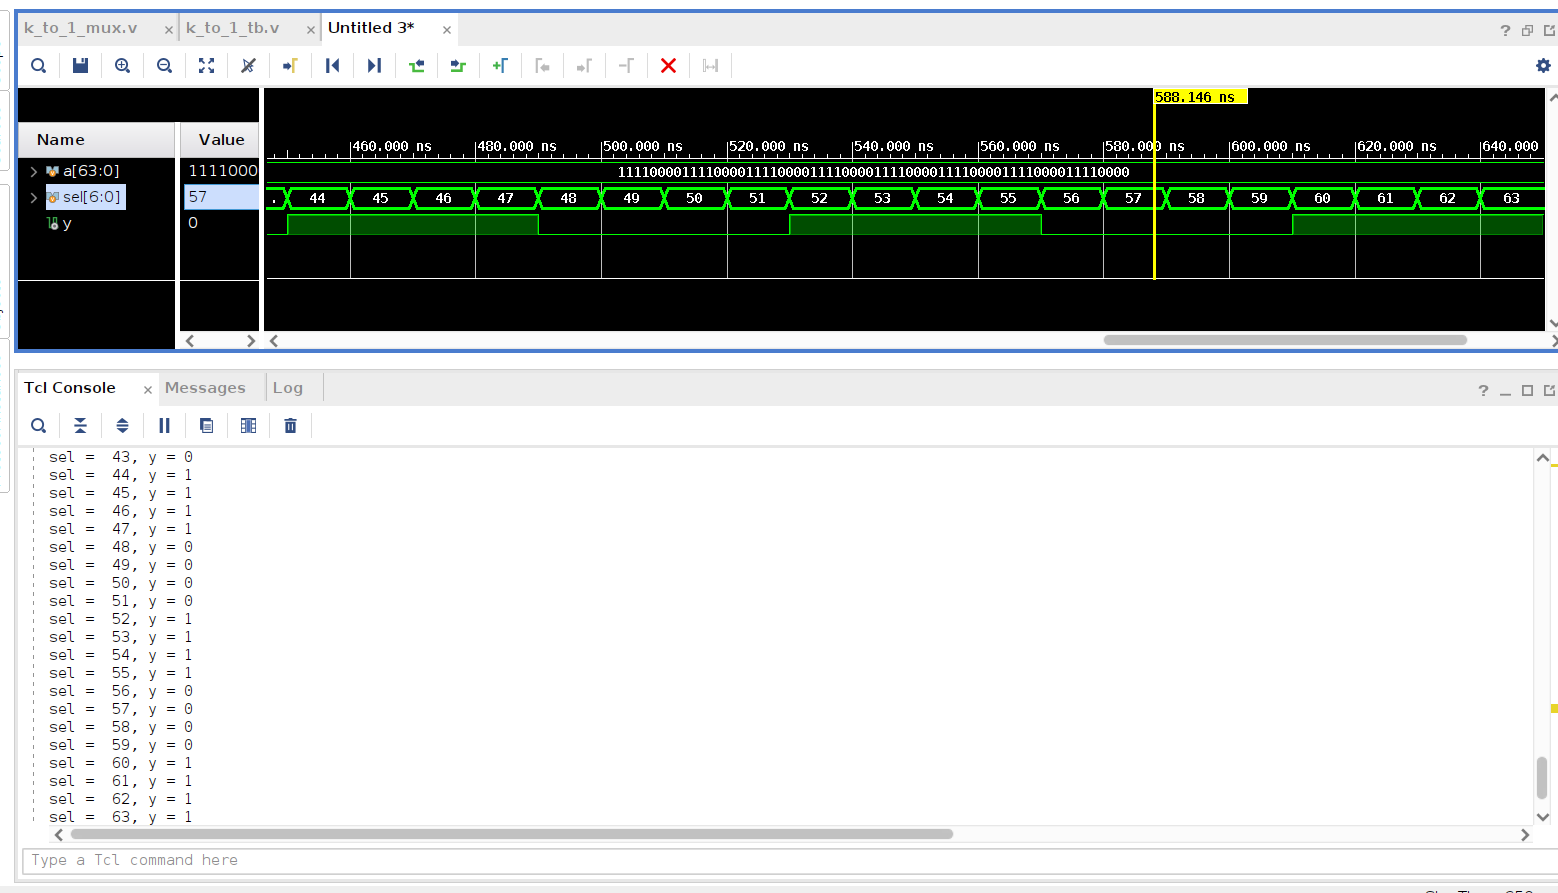 k_to_1_mux.v × k_to_1_tb.v × Untitled 3* ×
588.146 ns
Name Value
460.000 ns 480.000 ns 500.000 ns 520.000 ns 540.000 ns 560.000 ns 580.000 ns 600.000 ns 620.000 ns 640.000
a[63:0] 1111000 1111000011110000111100001111000011110000111100001111000011110000
sel[6:0] 57 . 44 45 46 47 48 49 50 51 52 53 54 55 56 57 58 59 60 61 62 63
y 0
Tcl Console × Messages Log
sel =  43, y = 0
sel =  44, y = 1
sel =  45, y = 1
sel =  46, y = 1
sel =  47, y = 1
sel =  48, y = 0
sel =  49, y = 0
sel =  50, y = 0
sel =  51, y = 0
sel =  52, y = 1
sel =  53, y = 1
sel =  54, y = 1
sel =  55, y = 1
sel =  56, y = 0
sel =  57, y = 0
sel =  58, y = 0
sel =  59, y = 0
sel =  60, y = 1
sel =  61, y = 1
sel =  62, y = 1
sel =  63, y = 1
Type a Tcl command here